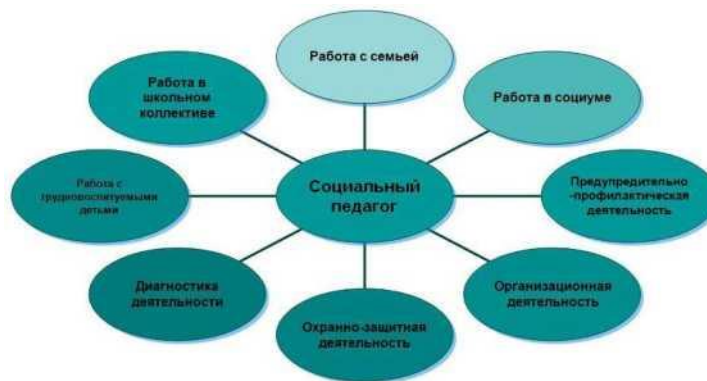 Работа с семьей
Работа в
школьном
коллективе
Работа в социуме
Работа с
трудновоспитуемыми
детьми
Социальный
педагог
Предупредительно
-профилактическая
деятельность
Диагностика
деятельности
Организационная
деятельность
Охранно-защитная
деятельность